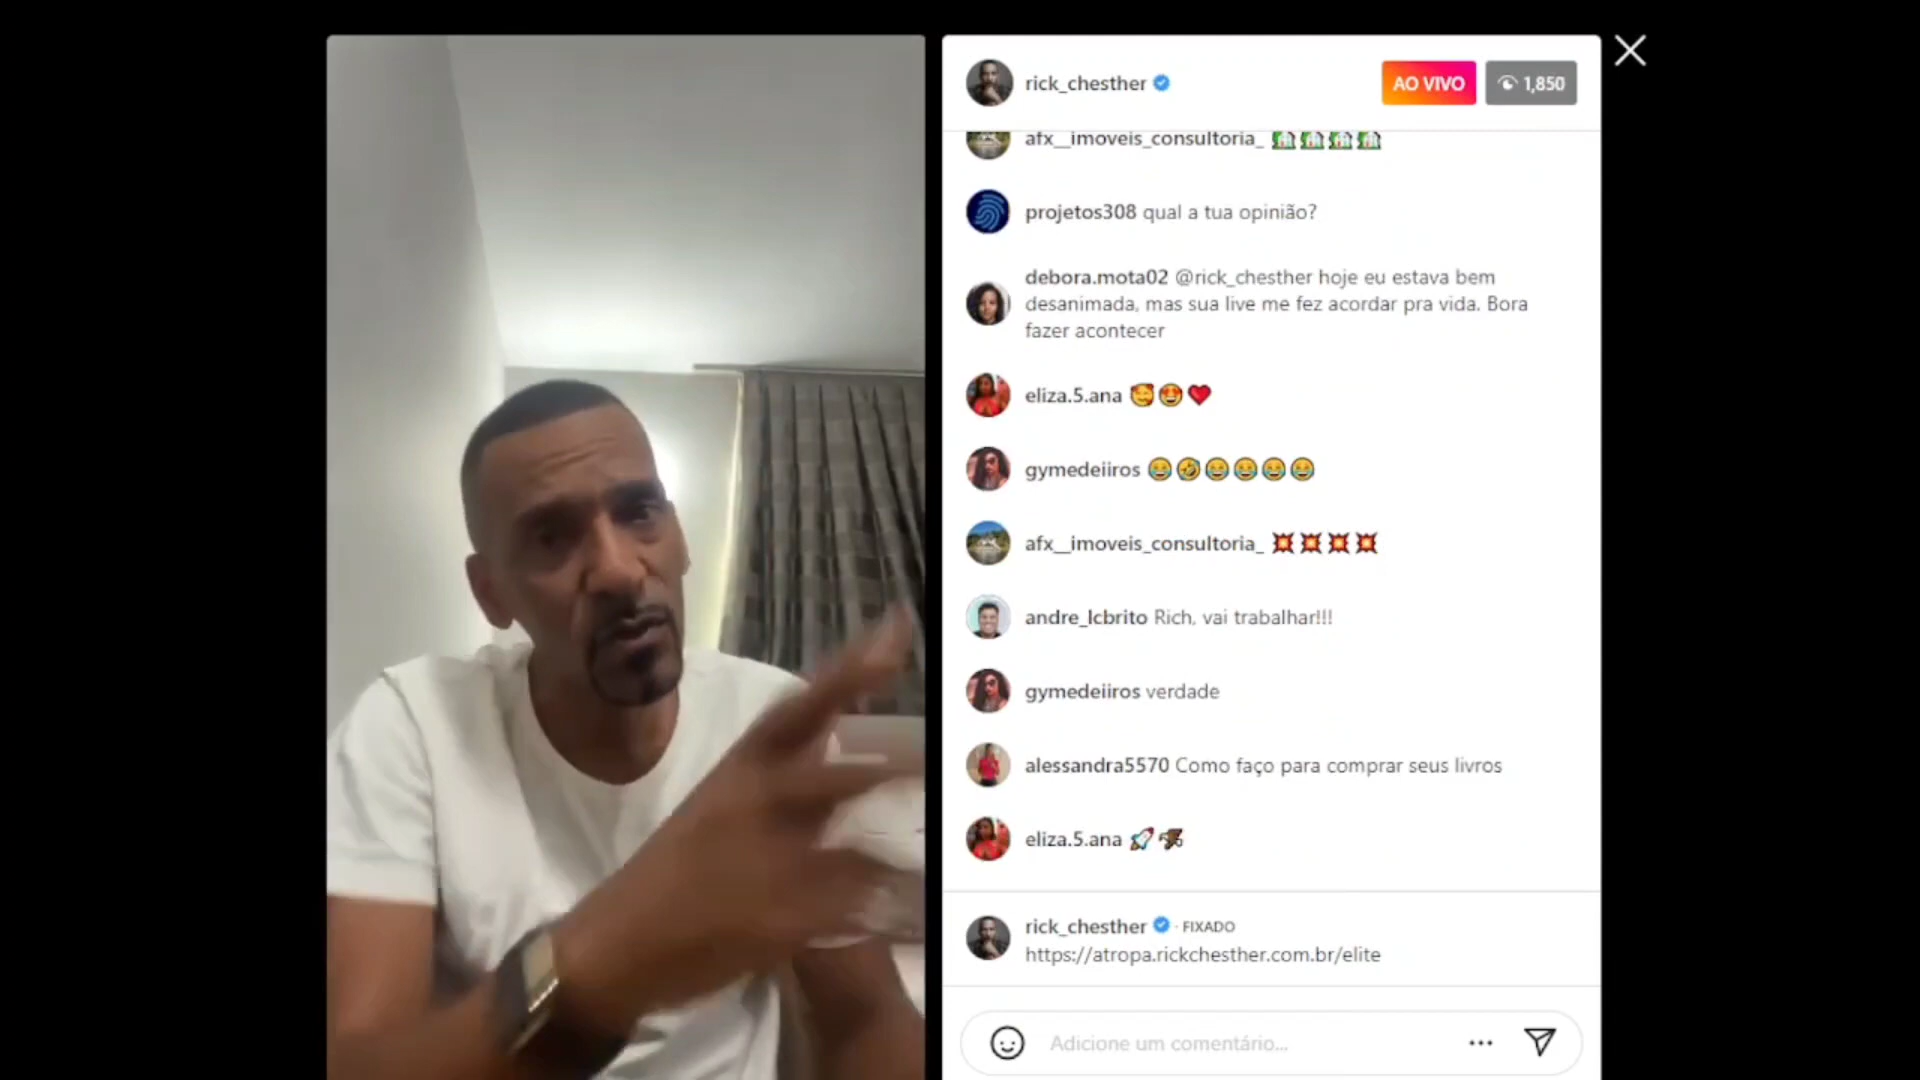 rick_chesther
AO VIVO
1,850
afx__imoveis_consultoria_
projetos308 qual a tua opinião?
debora.mota02 @rick_chesther hoje eu estava bem
desanimada, mas sua live me fez acordar pra vida. Bora
fazer acontecer
eliza.5.ana 🥰😍❤️
gymedeiiros 😂🤣😂😂😂😂
afx__imoveis_consultoria_ 💥💥💥💥
andre_lcbrito Rich, vai trabalhar!!!
gymedeiiros verdade
alessandra5570 Como faço para comprar seus livros
eliza.5.ana 🚀
rick_chesther · FIXADO
https://atropa.rickchesther.com.br/elite
Adicione um comentário...